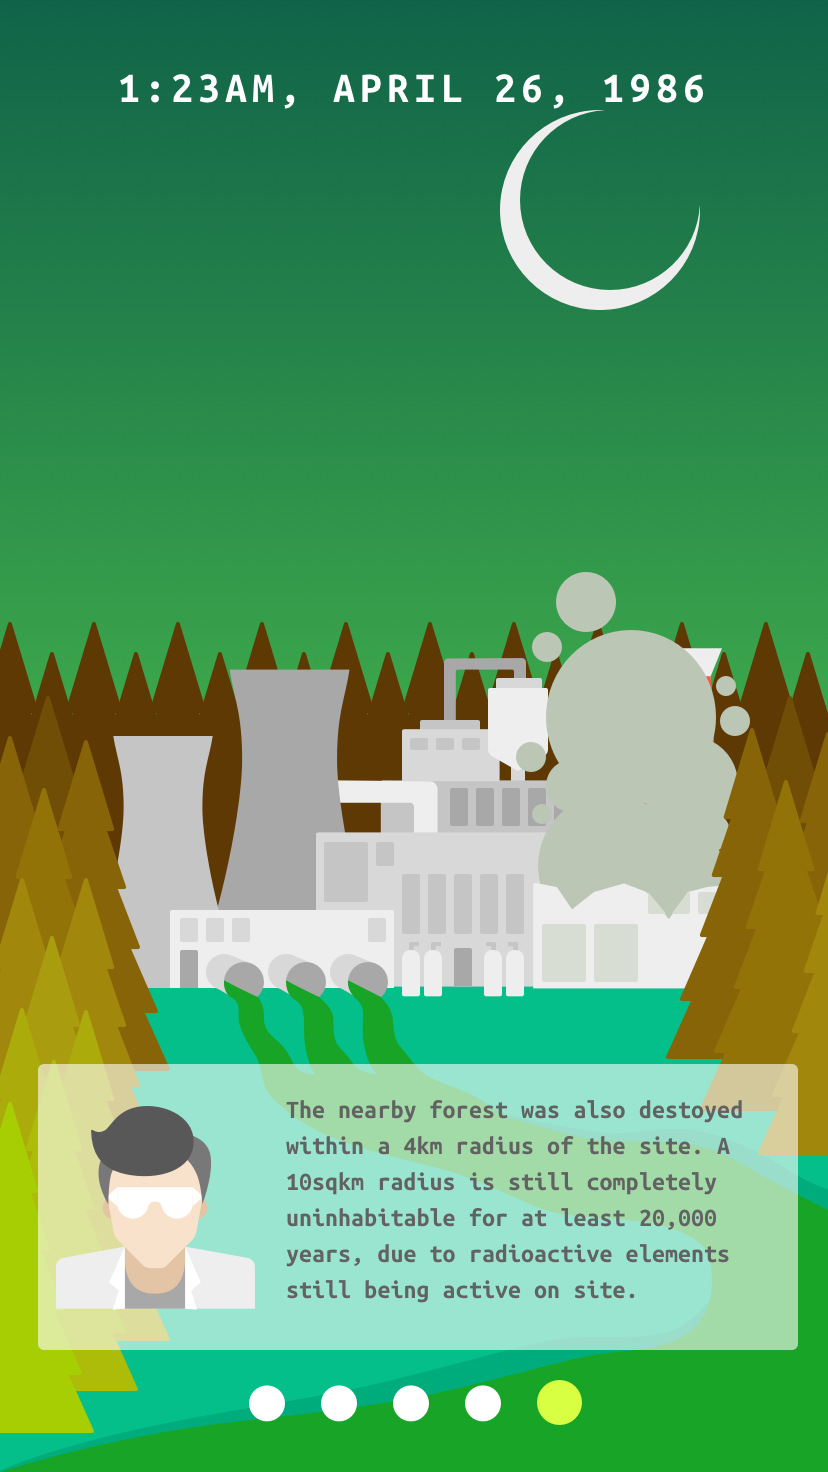 1:23AM, APRIL 26, 1986
The nearby forest was also destoyed
within a 4km radius of the site. A
10sqkm radius is still completely
uninhabitable for at least 20,000
years, due to radioactive elements
still being active on site.